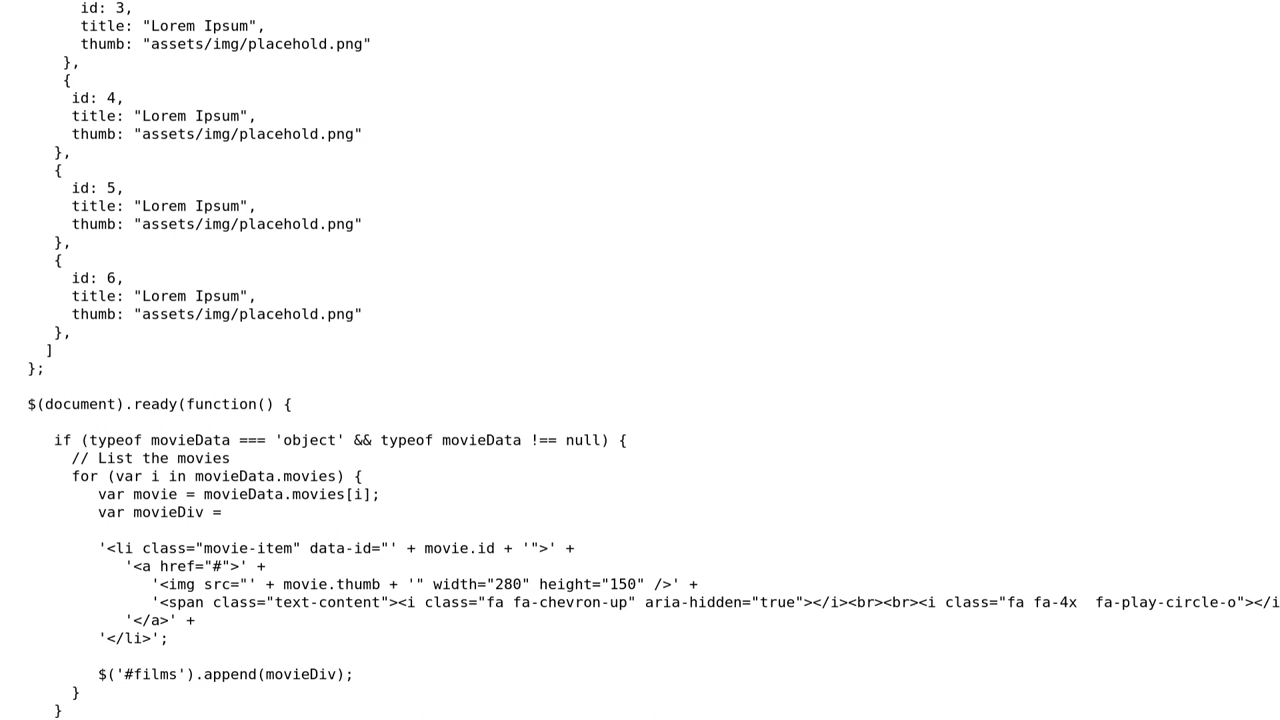 id: 3,
title: "Lorem Ipsum",
thumb: "assets/img/placehold.png"
},
{
id: 4,
title: "Lorem Ipsum",
thumb: "assets/img/placehold.png"
},
{
id: 5,
title: "Lorem Ipsum",
thumb: "assets/img/placehold.png"
},
{
id: 6,
title: "Lorem Ipsum",
thumb: "assets/img/placehold.png"
},
]
};
$(document).ready(function() {
if (typeof movieData === 'object' && typeof movieData !== null) {
// List the movies
for (var i in movieData.movies) {
var movie = movieData.movies[i];
var movieDiv =
'<li class="movie-item" data-id="' + movie.id + '">' +
'<a href="#">' +
'<img src="' + movie.thumb + '" width="280" height="150" />' +
'<span class="text-content"><i class="fa fa-chevron-up" aria-hidden="true"></i><br><br><i class="fa fa-4x  fa-play-circle-o"></i
'</a>' +
'</li>';
$('#films').append(movieDiv);
}
}